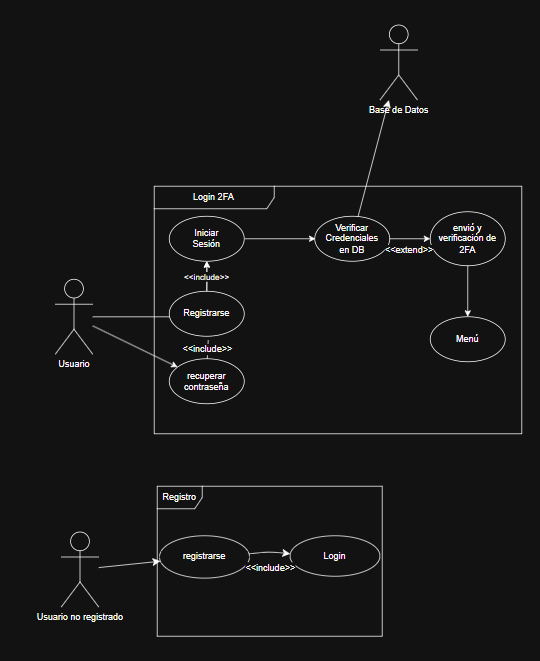 Base de Datos
Login 2FA
Iniciar
Sesión
Verificar
Credenciales
en DB
<<extend>>
envió y
verificación de
2FA
<<include>>
Registrarse
<<include>>
recuperar
contraseña
Menú
Usuario
Registro
registrarse
<<include>>
Login
Usuario no registrado